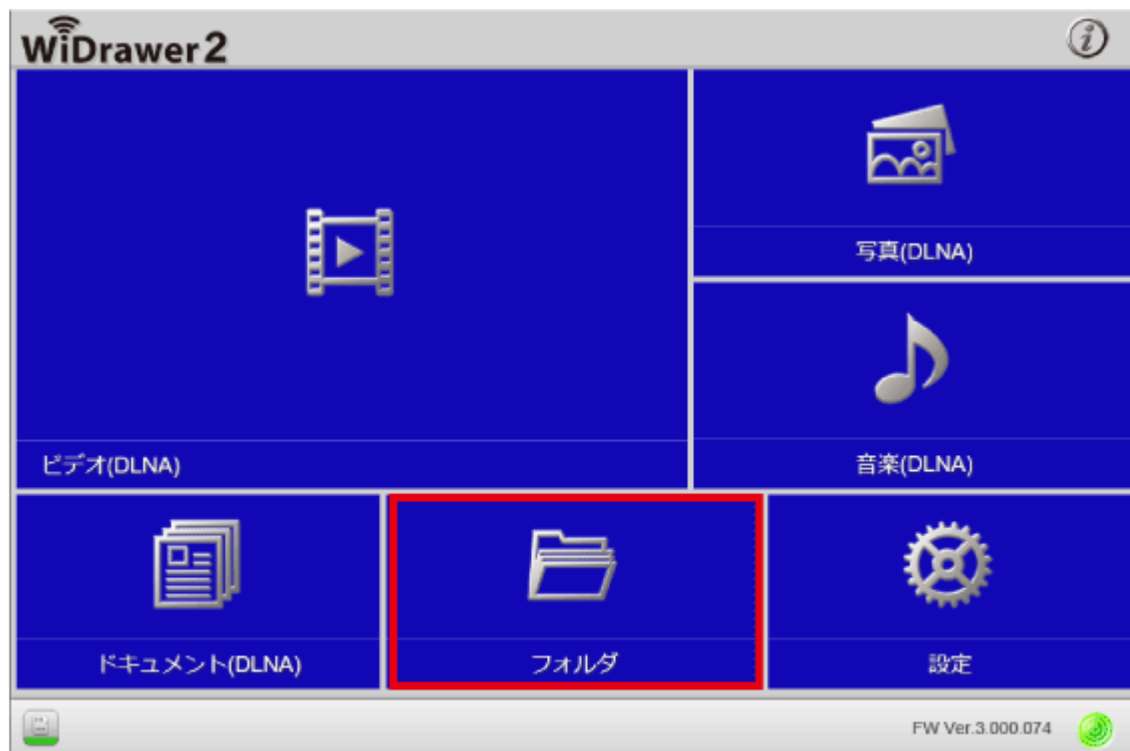 WiDrawer2
写真(DLNA)
ビデオ(DLNA)
音楽(DLNA)
ドキュメント(DLNA)
フォルダ
設定
FW Ver.3.000.074